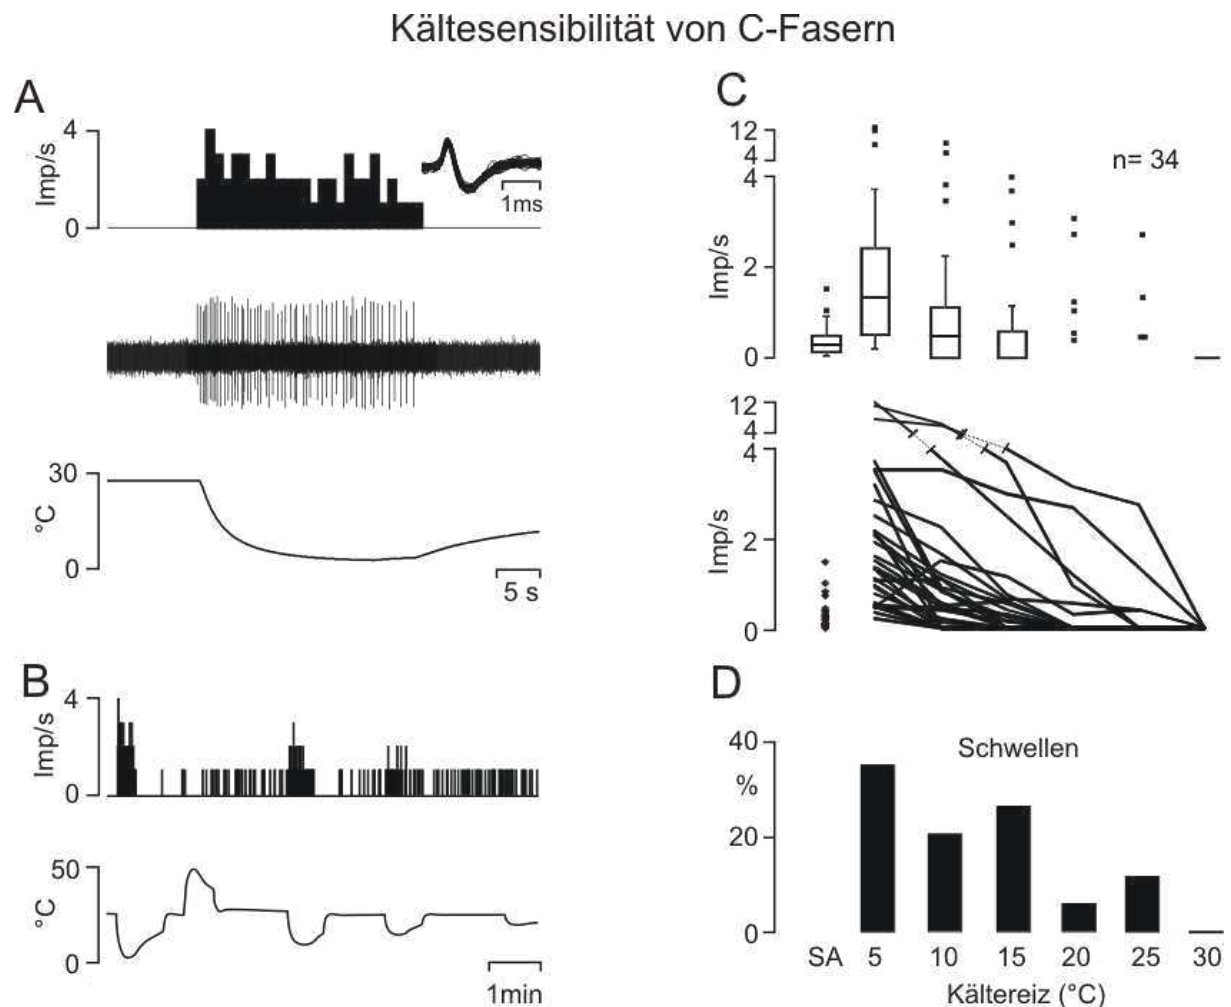 Kältesensibilität von C-Fasern
A
4
Imp/s
0
1ms
30
°C
0
5 s
B
4
Imp/s
0
50
°C
0
1min
C
12
4
4
n= 34
Imp/s
2
0
12
4
4
Imp/s
2
0
D
40
Schwellen
%
20
0
SA 5 10 15 20 25 30
Kältereiz (°C)